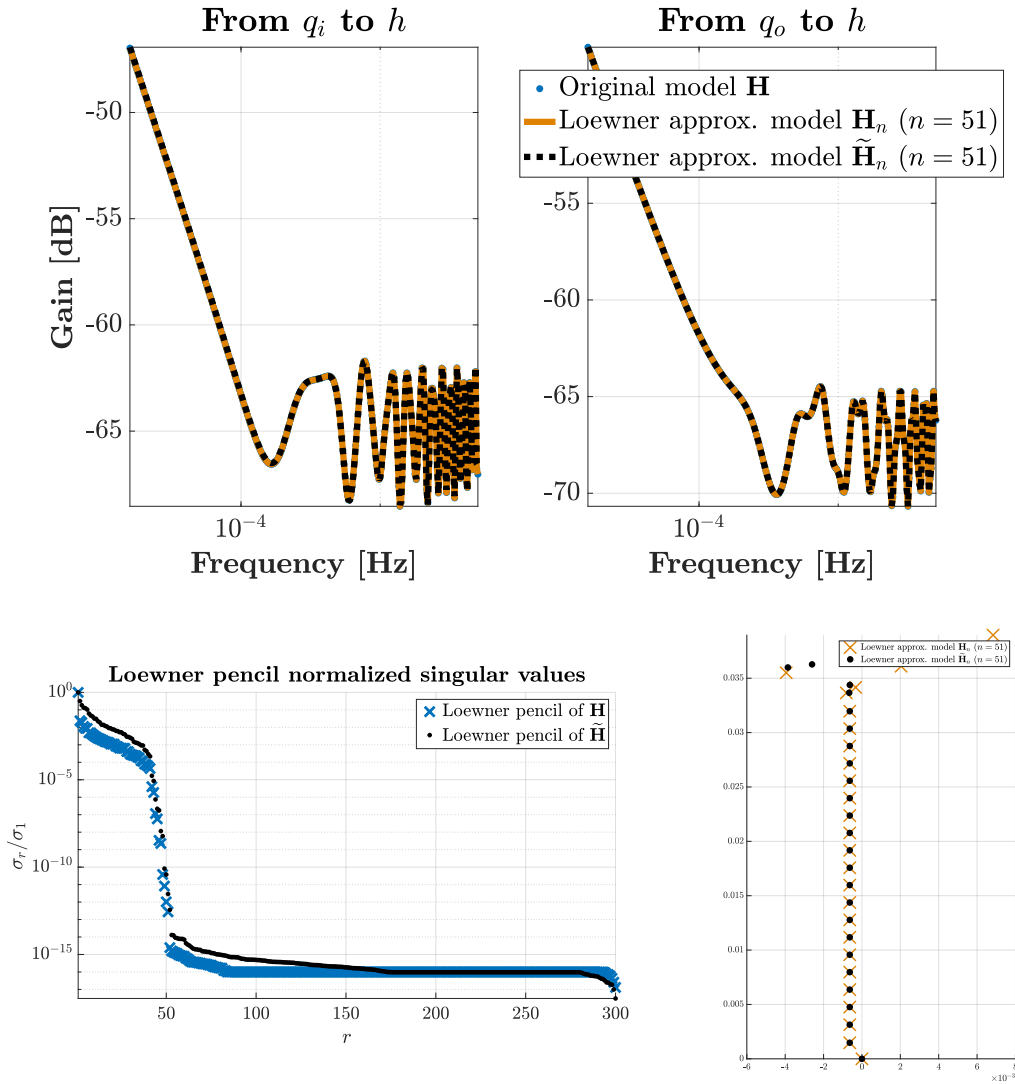 From q_i to h
From q_o to h
Original model H
Loewner approx. model H_n (n = 51)
Loewner approx. model H̃_n (n = 51)
Gain [dB]
-50
-55
-60
-65
10^{-4}
Frequency [Hz]
-55
-60
-65
-70
10^{-4}
Frequency [Hz]
Loewner pencil normalized singular values
Loewner pencil of H
Loewner pencil of H̃
σ_r/σ_1
10^0
10^{-5}
10^{-10}
10^{-15}
50
100
150
200
250
300
r
Loewner approx. model H_n (n = 51)
Loewner approx. model H̃_n (n = 51)
0.035
0.03
0.025
0.02
0.015
0.01
0.005
0
-6
-4
-2
0
2
4
6
8